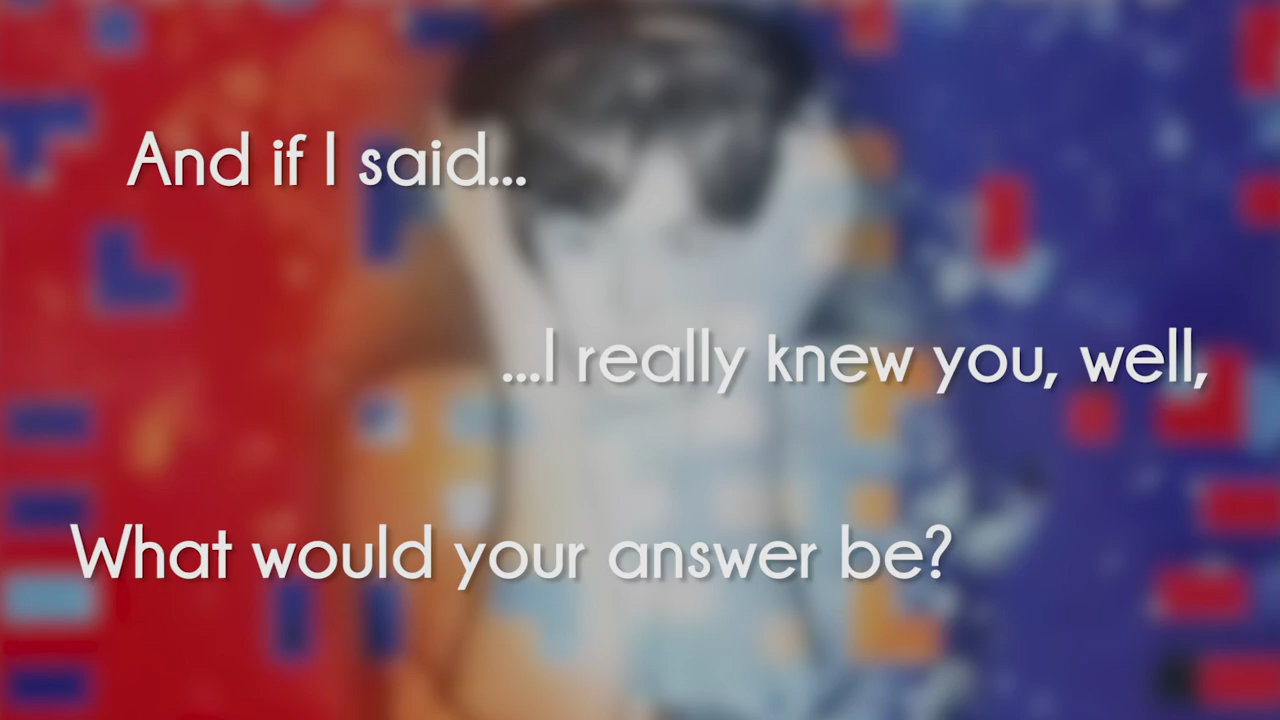 And if I said...
...I really knew you, well,
What would your answer be?